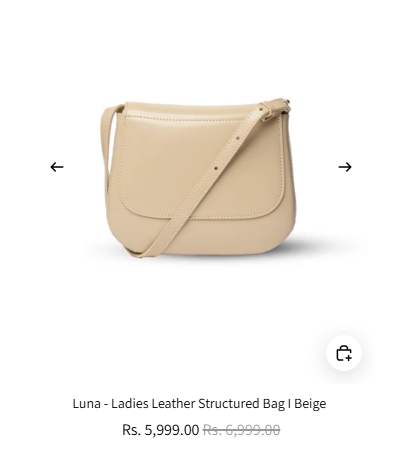 Luna - Ladies Leather Structured Bag I Beige
Rs. 5,999.00 Rs. 6,999.00